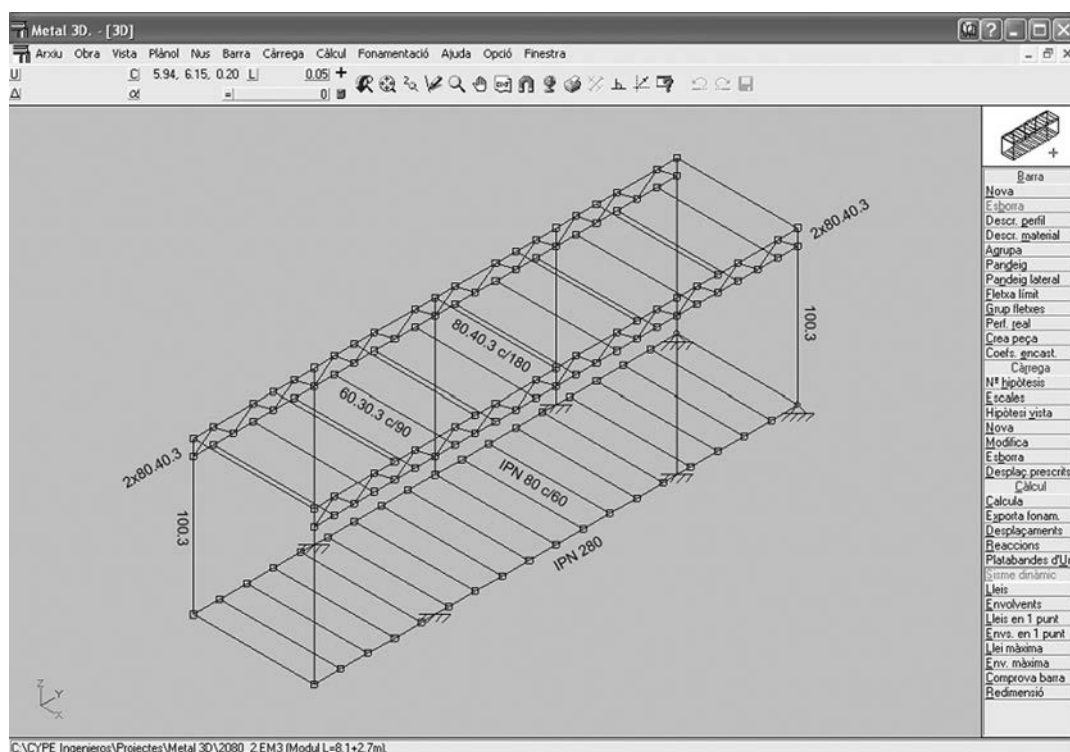 Metal 3D. - [3D]
Arxiu Obra Vista Plànol Nus Barra Càrrega Càlcul Fonamentació Ajuda Opció Finestra
U C 5.94, 6.15, 0.20 L 0.05
Δ α = 0
2x80.40.3
100.3
80.40.3 c/180
60.30.3 c/90
2x80.40.3
100.3
IPN 80 c/60
IPN 280
Z
Y
X
Barra
Nova
Esborra
Descr. perfil
Descr. material
Agrupa
Pandeig
Pandeig lateral
Fletxa límit
Grup fletxes
Perf. real
Crea peça
Coefs. encast.
Càrrega
Nª hipòtesis
Escales
Hipòtesi vista
Nova
Modifica
Esborra
Desplaç.prescrits
Càlcul
Calcula
Exporta fonam.
Desplaçaments
Reaccions
Platabandes d'U
Sisme dinàmic
Lleis
Envolvents
Lleis en 1 punt
Envs. en 1 punt
Llei màxima
Env. màxima
Comprova barra
Redimensió
C:\CYPE Ingenieros\Projectes\Metal 3D\2080_2.EM3 (Modul L=8.1+2.7m).